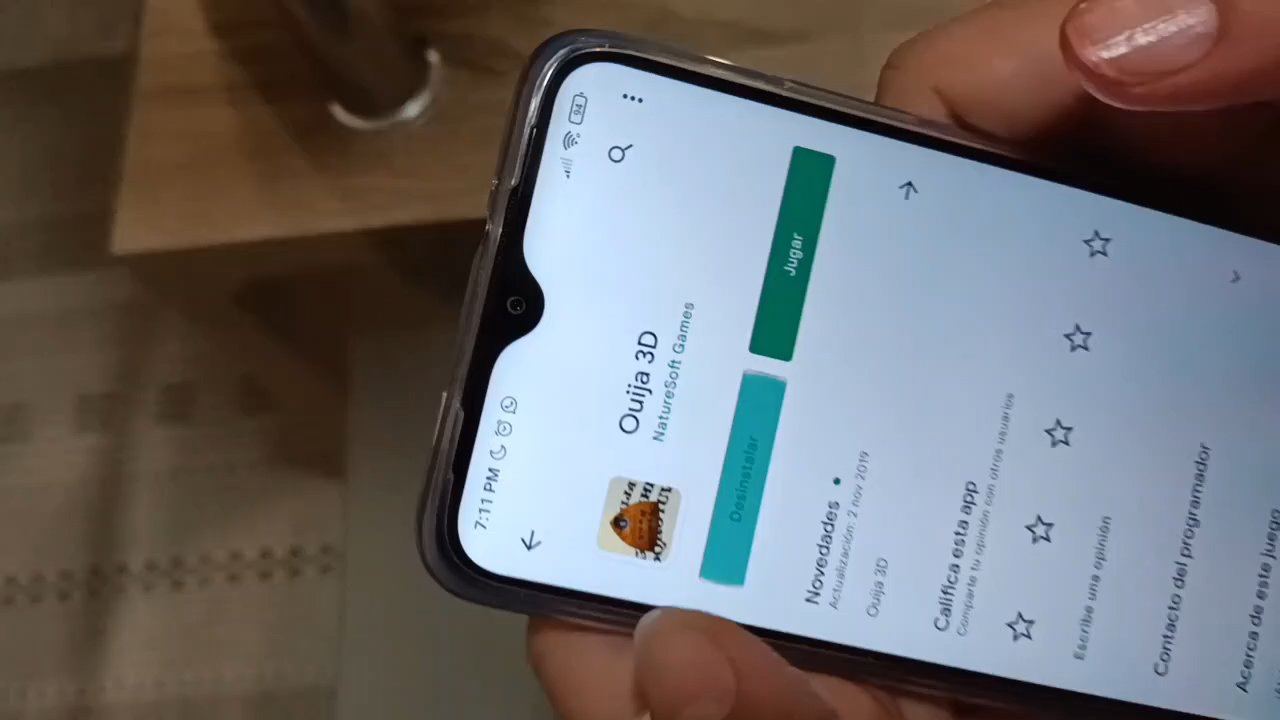 7:11 PM
94
Ouija 3D
NatureSoft Games
Desinstalar
Jugar
Novedades •
Actualización: 2 nov 2019
Ouija 3D
Califica esta app
Comparte tu opinión con otros usuarios
Escribe una opinión
Contacto del programador
Acerca de este juego